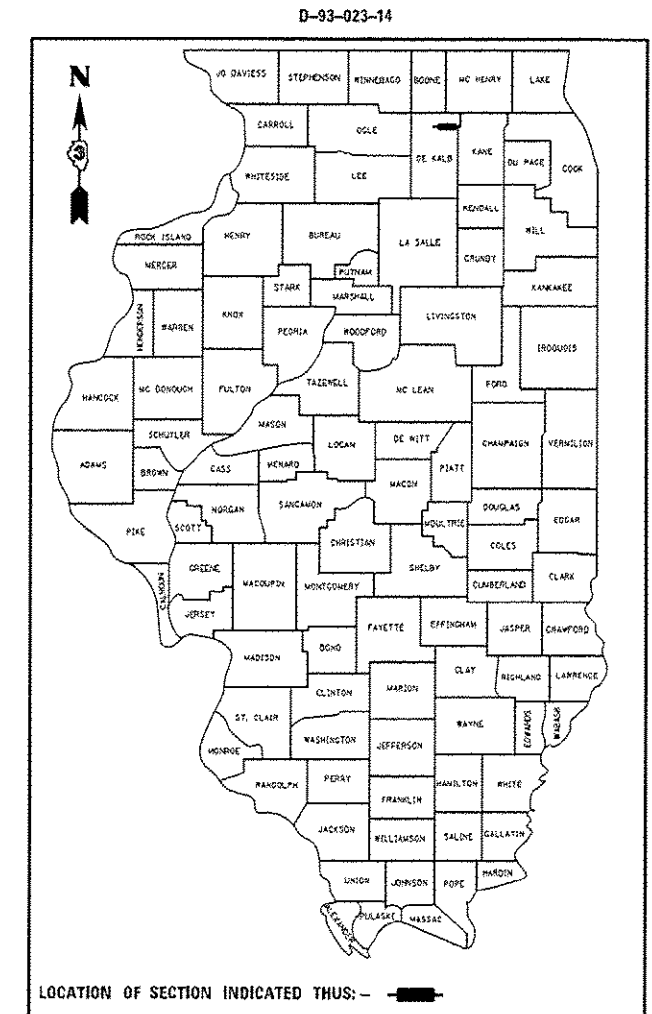 D-93-023-14
N
JO DAVIESS STEPHENSON WINNEBAGO BOONE MC HENRY LAKE
CARROLL OGLE DE KALB KANE DU PAGE COOK
WHITESIDE LEE
KENDALL
ROCK ISLAND HENRY BUREAU LA SALLE WILL
MERCER PUTNAM GRUNDY
STARK MARSHALL KANKAKEE
HENDERSON WARREN KNOX PEORIA WOODFORD LIVINGSTON
IROQUOIS
HANCOCK MC DONOUGH FULTON TAZEWELL MC LEAN FORD
MASON
SCHUYLER LOGAN DE WITT CHAMPAIGN VERMILION
ADAMS BROWN CASS MENARD PIATT
MACON
PIKE SCOTT MORGAN SANGAMON DOUGLAS EDGAR
MOULTRIE
CHRISTIAN COLES
CALHOUN GREENE MACOUPIN MONTGOMERY SHELBY CUMBERLAND CLARK
JERSEY
FAYETTE EFFINGHAM JASPER CRAWFORD
MADISON BOND
CLAY RICHLAND LAWRENCE
CLINTON MARION
ST. CLAIR WAYNE EDWARDS WABASH
MONROE WASHINGTON JEFFERSON
RANDOLPH PERRY HAMILTON WHITE
FRANKLIN
JACKSON WILLIAMSON SALINE GALLATIN
UNION JOHNSON POPE HARDIN
ALEXANDER PULASKI MASSAC
LOCATION OF SECTION INDICATED THUS: -